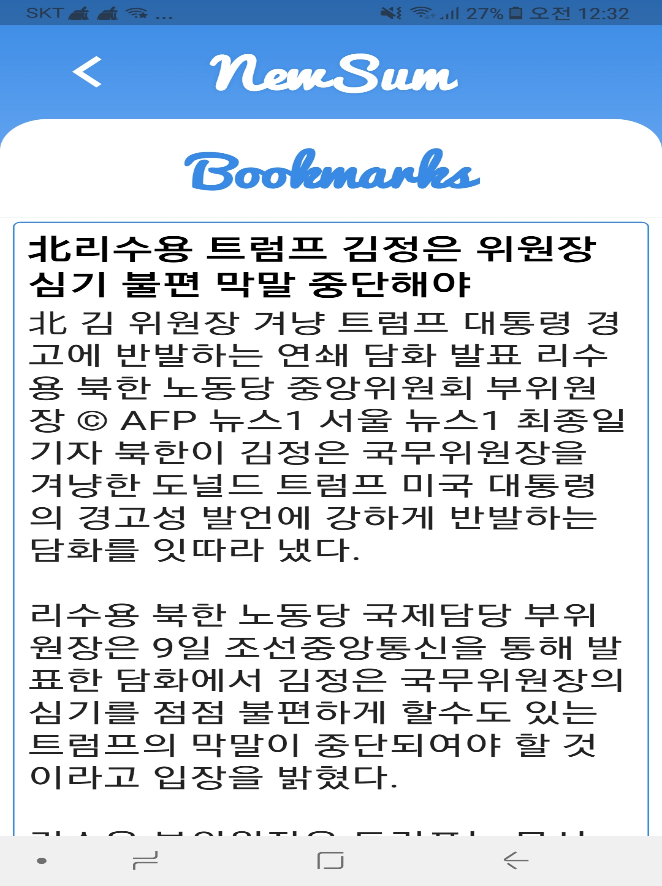 SKT ... 27% 오전 12:32
NewSum
Bookmarks
北리수용 트럼프 김정은 위원장
심기 불편 막말 중단해야
北 김 위원장 겨냥 트럼프 대통령 경
고에 반발하는 연쇄 담화 발표 리수
용 북한 노동당 중앙위원회 부위원
장 © AFP 뉴스1 서울 뉴스1 최종일
기자 북한이 김정은 국무위원장을
겨냥한 도널드 트럼프 미국 대통령
의 경고성 발언에 강하게 반발하는
담화를 잇따라 냈다.
리수용 북한 노동당 국제담당 부위
원장은 9일 조선중앙통신을 통해 발
표한 담화에서 김정은 국무위원장의
심기를 점점 불편하게 할수도 있는
트럼프의 막말이 중단되여야 할 것
이라고 입장을 밝혔다.